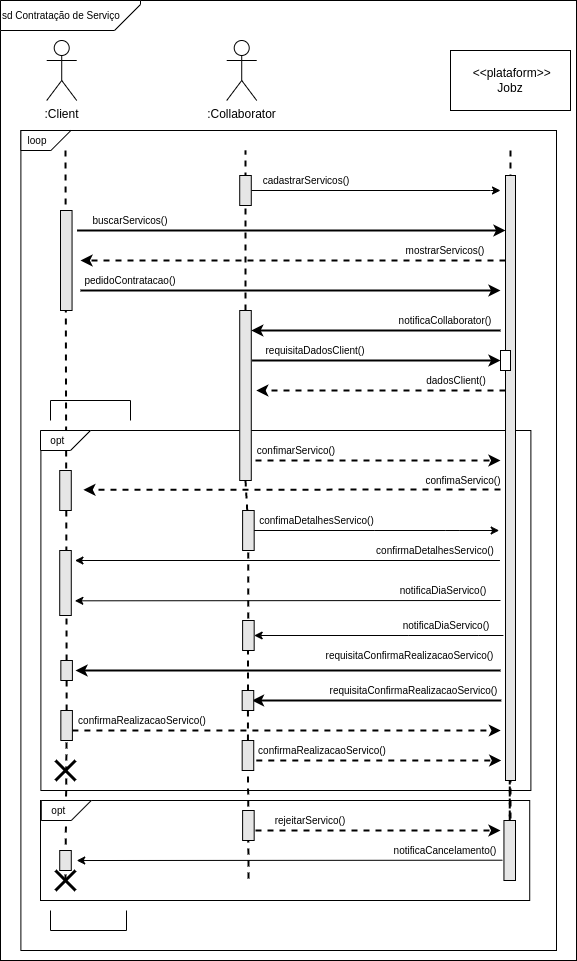 sd Contratação de Serviço
:Client
:Collaborator
<<plataform>>
Jobz
loop
cadastrarServicos()
buscarServicos()
mostrarServicos()
pedidoContratacao()
notificaCollaborator()
requisitaDadosClient()
dadosClient()
opt
confimarServico()
confimaServico()
confimaDetalhesServico()
confirmaDetalhesServico()
notificaDiaServico()
notificaDiaServico()
requisitaConfirmaRealizacaoServico()
requisitaConfirmaRealizacaoServico()
confirmaRealizacaoServico()
confirmaRealizacaoServico()
opt
rejeitarServico()
notificaCancelamento()